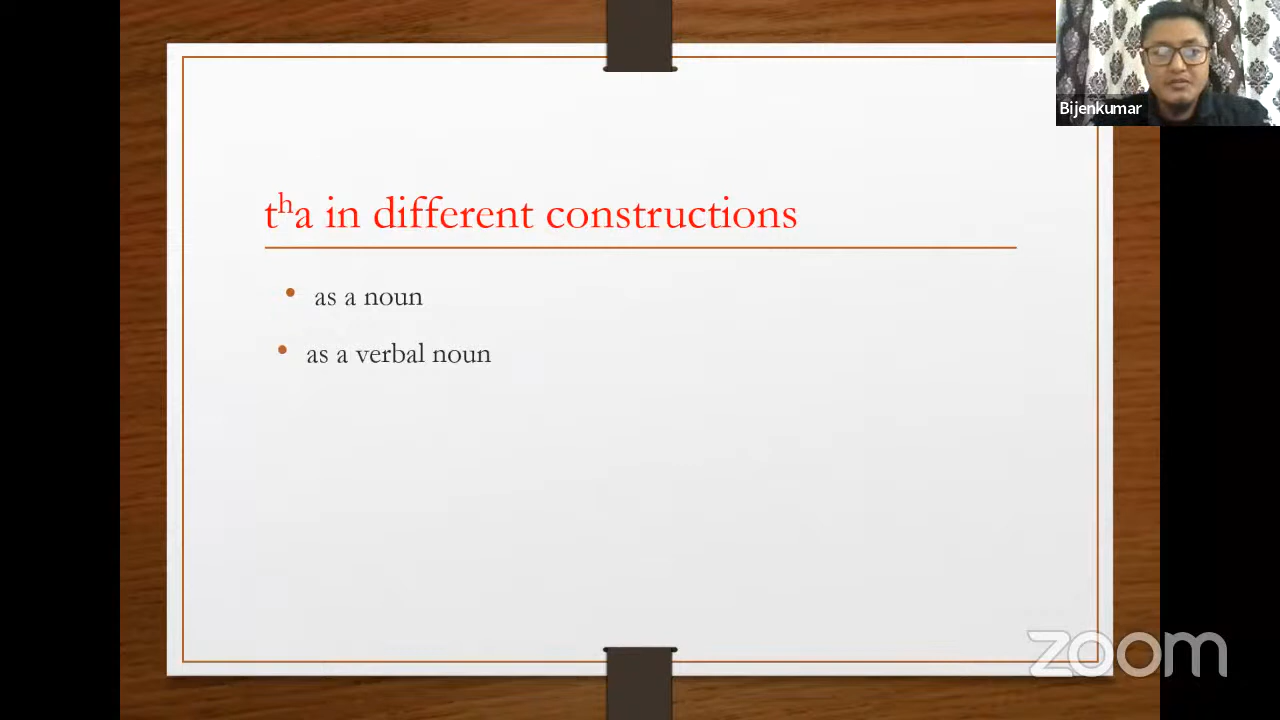 Bijenkumar
tʰa in different constructions
• as a noun
• as a verbal noun
zoom